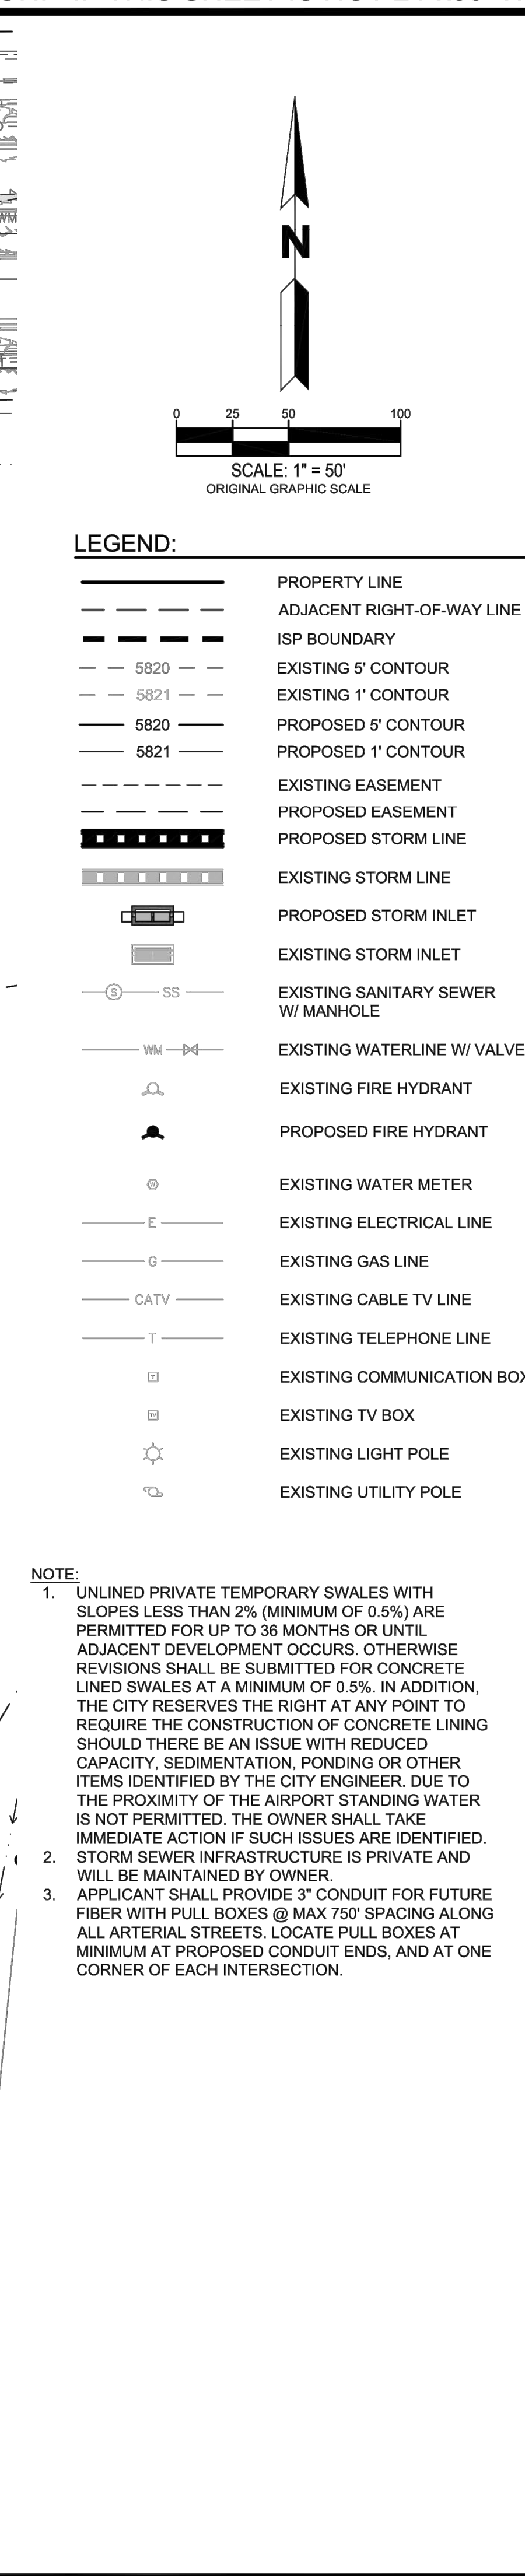 N
0 25 50 100
SCALE: 1" = 50'
ORIGINAL GRAPHIC SCALE
LEGEND:
PROPERTY LINE
ADJACENT RIGHT-OF-WAY LINE
ISP BOUNDARY
5820 EXISTING 5' CONTOUR
5821 EXISTING 1' CONTOUR
5820 PROPOSED 5' CONTOUR
5821 PROPOSED 1' CONTOUR
EXISTING EASEMENT
PROPOSED EASEMENT
PROPOSED STORM LINE
EXISTING STORM LINE
PROPOSED STORM INLET
EXISTING STORM INLET
S SS EXISTING SANITARY SEWER
W/ MANHOLE
WM EXISTING WATERLINE W/ VALVE
EXISTING FIRE HYDRANT
PROPOSED FIRE HYDRANT
W EXISTING WATER METER
E EXISTING ELECTRICAL LINE
G EXISTING GAS LINE
CATV EXISTING CABLE TV LINE
T EXISTING TELEPHONE LINE
T EXISTING COMMUNICATION BOX
TV EXISTING TV BOX
EXISTING LIGHT POLE
EXISTING UTILITY POLE
NOTE:
1. UNLINED PRIVATE TEMPORARY SWALES WITH
SLOPES LESS THAN 2% (MINIMUM OF 0.5%) ARE
PERMITTED FOR UP TO 36 MONTHS OR UNTIL
ADJACENT DEVELOPMENT OCCURS. OTHERWISE
REVISIONS SHALL BE SUBMITTED FOR CONCRETE
LINED SWALES AT A MINIMUM OF 0.5%. IN ADDITION,
THE CITY RESERVES THE RIGHT AT ANY POINT TO
REQUIRE THE CONSTRUCTION OF CONCRETE LINING
SHOULD THERE BE AN ISSUE WITH REDUCED
CAPACITY, SEDIMENTATION, PONDING OR OTHER
ITEMS IDENTIFIED BY THE CITY ENGINEER. DUE TO
THE PROXIMITY OF THE AIRPORT STANDING WATER
IS NOT PERMITTED. THE OWNER SHALL TAKE
IMMEDIATE ACTION IF SUCH ISSUES ARE IDENTIFIED.
2. STORM SEWER INFRASTRUCTURE IS PRIVATE AND
WILL BE MAINTAINED BY OWNER.
3. APPLICANT SHALL PROVIDE 3" CONDUIT FOR FUTURE
FIBER WITH PULL BOXES @ MAX 750' SPACING ALONG
ALL ARTERIAL STREETS. LOCATE PULL BOXES AT
MINIMUM AT PROPOSED CONDUIT ENDS, AND AT ONE
CORNER OF EACH INTERSECTION.